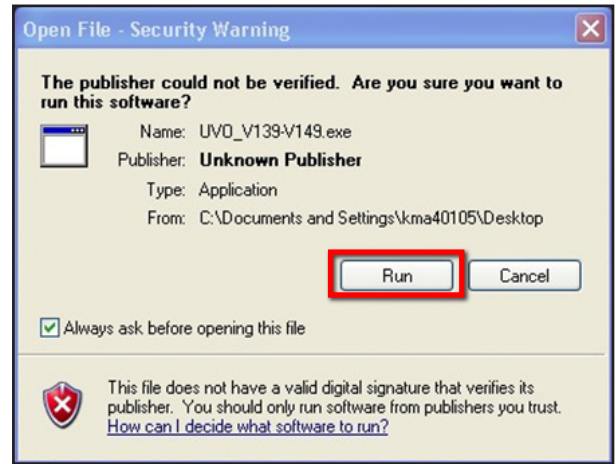 Open File - Security Warning
The publisher could not be verified.  Are you sure you want to
run this software?
Name: UVO_V139-V149.exe
Publisher: Unknown Publisher
Type: Application
From: C:\Documents and Settings\kma40105\Desktop
Run Cancel
Always ask before opening this file
This file does not have a valid digital signature that verifies its
publisher.  You should only run software from publishers you trust.
How can I decide what software to run?